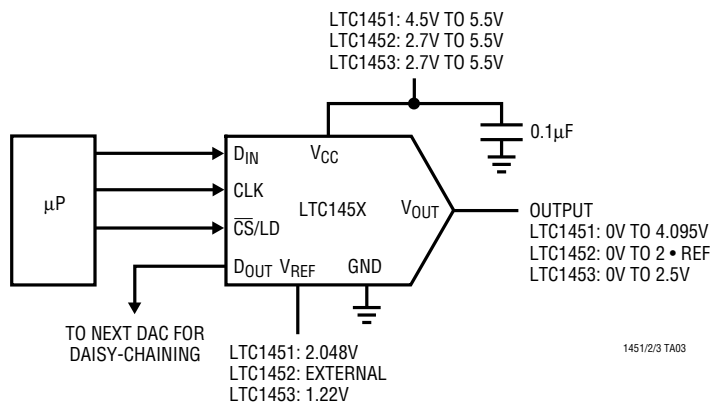 LTC1451: 4.5V TO 5.5V
LTC1452: 2.7V TO 5.5V
LTC1453: 2.7V TO 5.5V
0.1μF
μP
DIN
VCC
CLK
LTC145X
VOUT
CS/LD
DOUT
VREF
GND
OUTPUT
LTC1451: 0V TO 4.095V
LTC1452: 0V TO 2 • REF
LTC1453: 0V TO 2.5V
TO NEXT DAC FOR
DAISY-CHAINING
LTC1451: 2.048V
LTC1452: EXTERNAL
LTC1453: 1.22V
1451/2/3 TA03